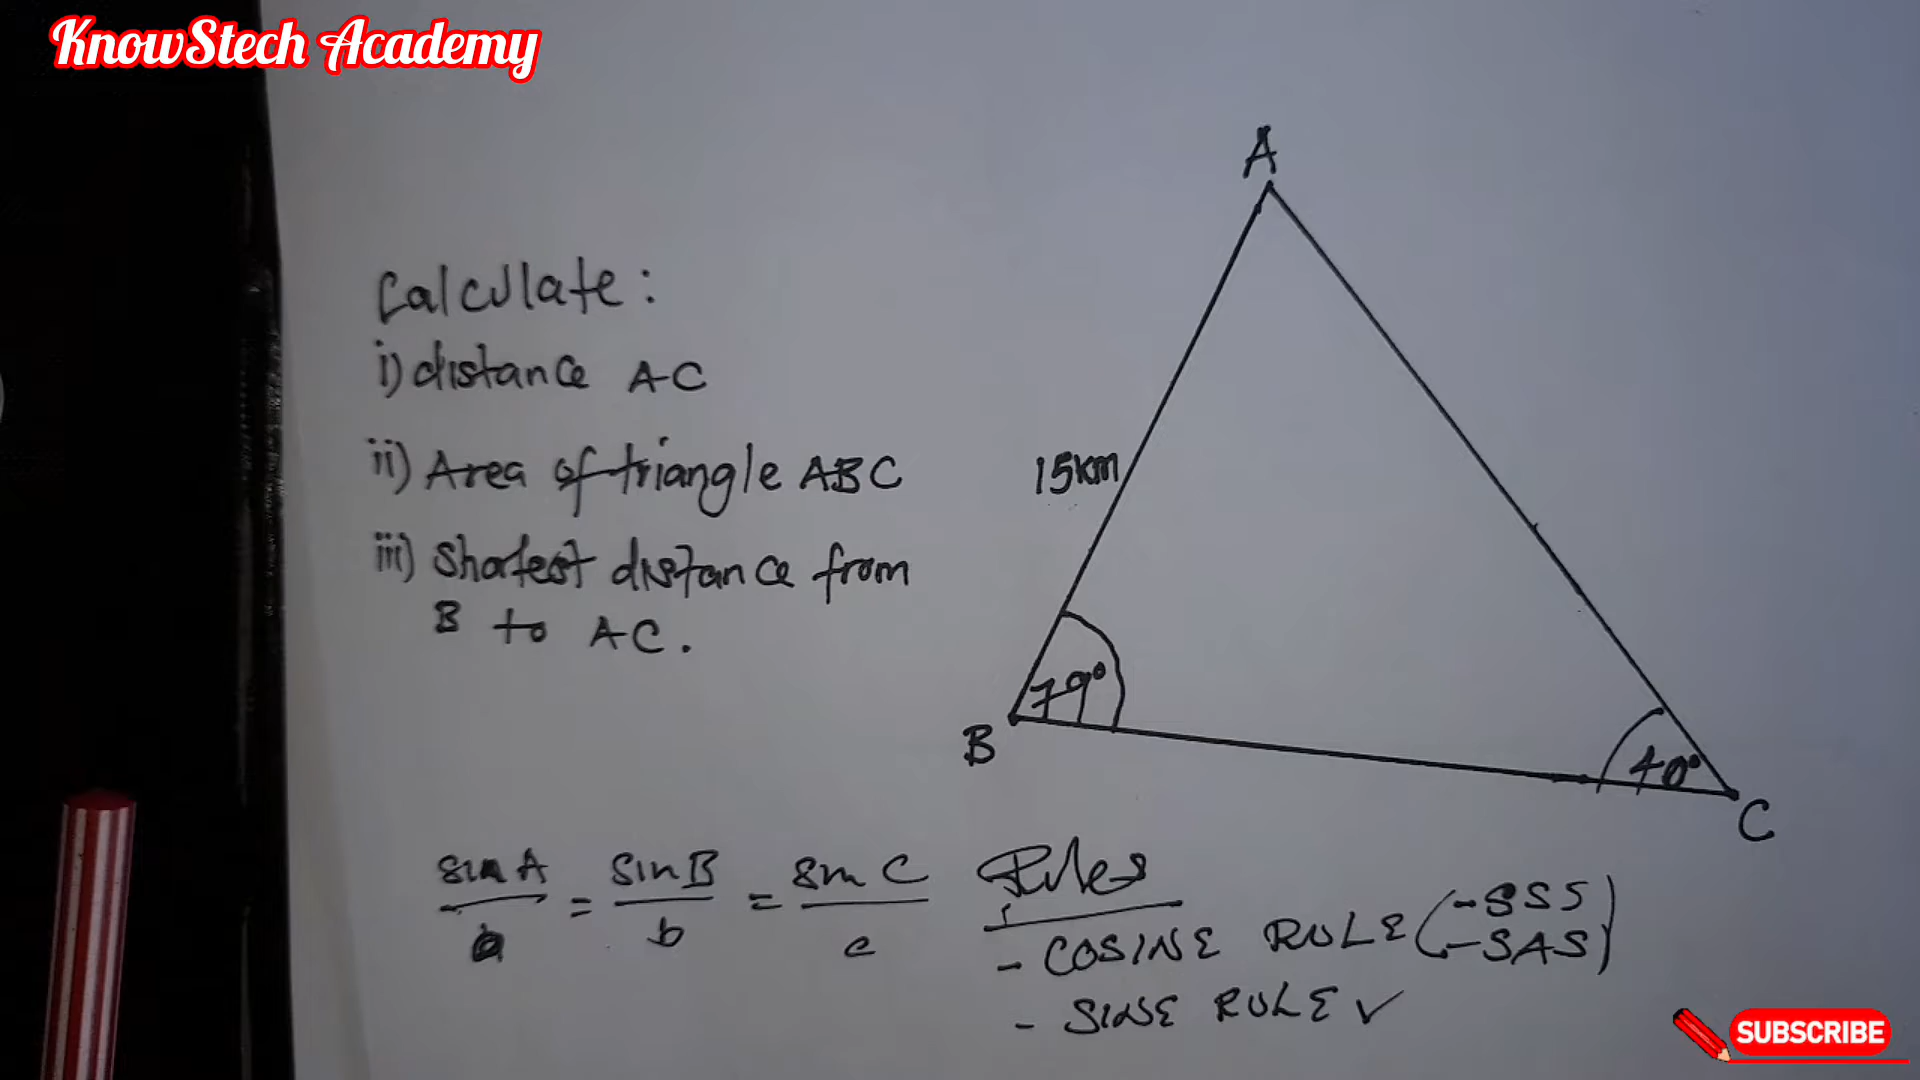 KnowStech Academy
Calculate:
i) distance AC
ii) Area of triangle ABC
iii) Shortest distance from
B to AC.
A
15km
79°
B
40°
C
sin A = sin B = sin C
a b c
Rules
- COSINE RULE (-SSS
-SAS)
- SINE RULE ✓
SUBSCRIBE